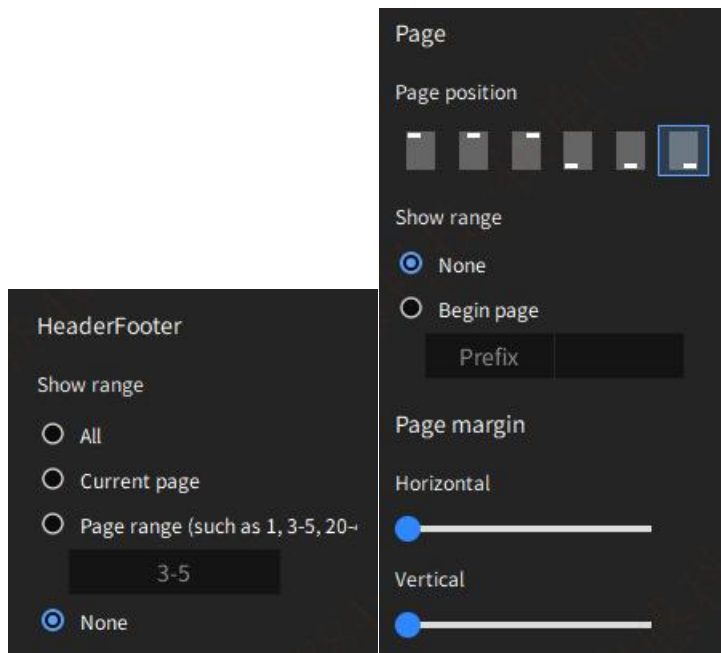 HeaderFooter
Show range
All
Current page
Page range (such as 1, 3-5, 20-
3-5
None
Page
Page position
Show range
None
Begin page
Prefix
Page margin
Horizontal
Vertical